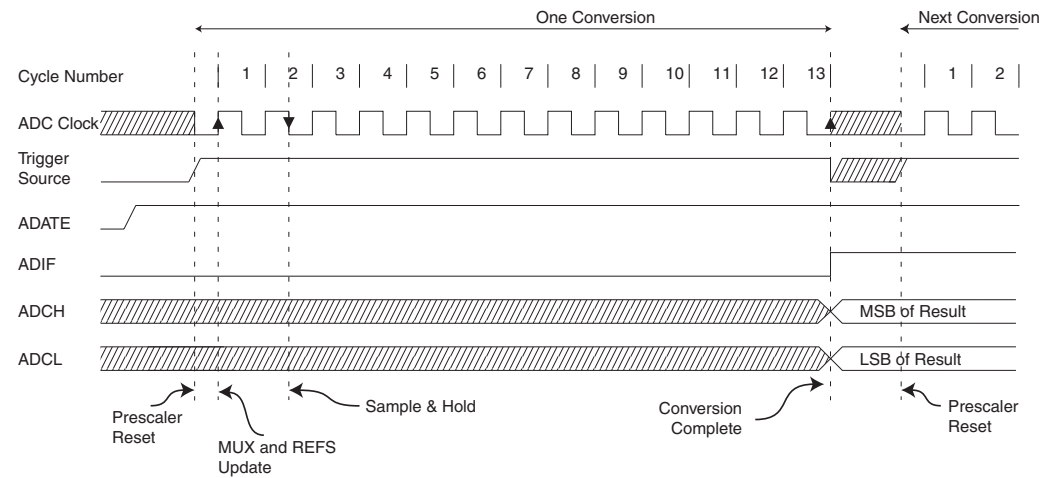 One Conversion
Next Conversion
Cycle Number
1 2 3 4 5 6 7 8 9 10 11 12 13 1 2
ADC Clock
Trigger
Source
ADATE
ADIF
ADCH
MSB of Result
ADCL
LSB of Result
Prescaler
Reset
MUX and REFS
Update
Sample & Hold
Conversion
Complete
Prescaler
Reset